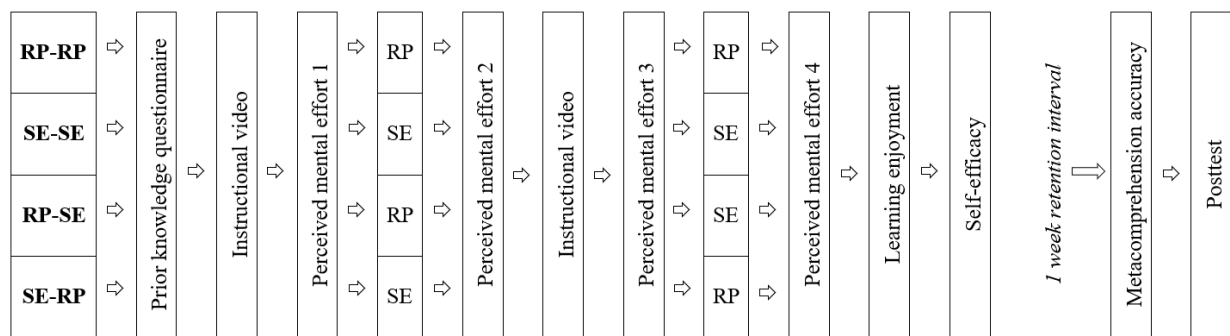 RP-RP
SE-SE
RP-SE
SE-RP
Prior knowledge questionnaire
Instructional video
Perceived mental effort 1
RP
SE
RP
SE
Perceived mental effort 2
Instructional video
Perceived mental effort 3
RP
SE
SE
RP
Perceived mental effort 4
Learning enjoyment
Self-efficacy
1 week retention interval
Metacomprehension accuracy
Posttest